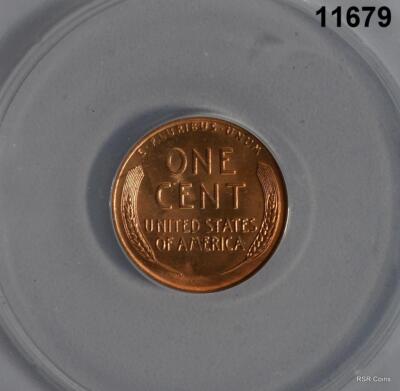 11679
E·PLURIBUS·UNUM
ONE
CENT
UNITED STATES
OF AMERICA
RSR Coins